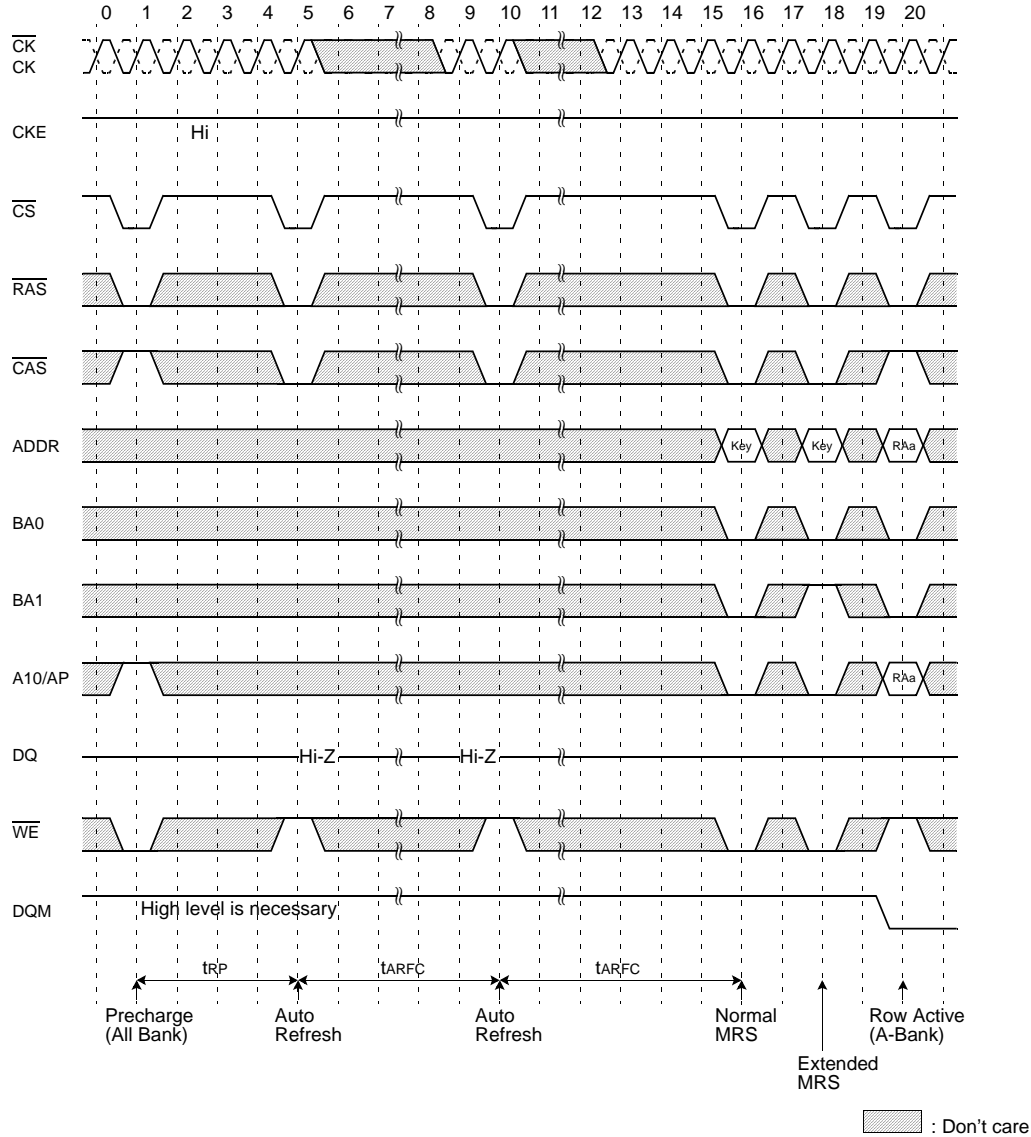 0 1 2 3 4 5 6 7 8 9 10 11 12 13 14 15 16 17 18 19 20
CK
CK
CKE
Hi
CS
RAS
CAS
ADDR
Key
Key
RAa
BA0
BA1
A10/AP
RAa
DQ
Hi-Z
Hi-Z
WE
DQM
High level is necessary
tRP
tARFC
tARFC
Precharge
(All Bank)
Auto
Refresh
Auto
Refresh
Normal
MRS
Extended
MRS
Row Active
(A-Bank)
: Don't care